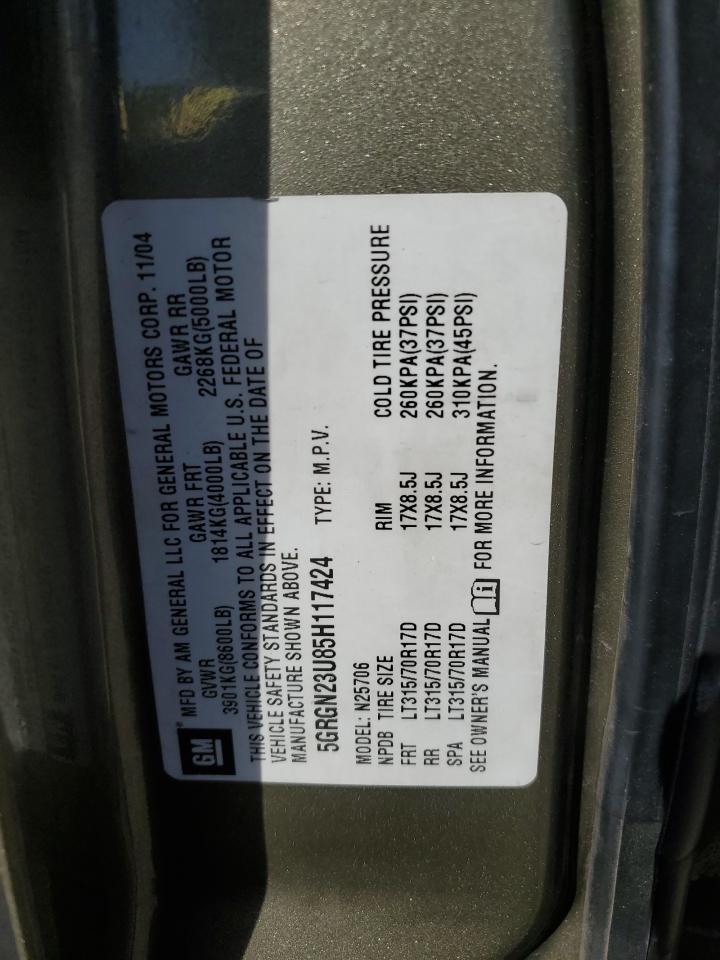 GM ® MFD BY AM GENERAL LLC FOR GENERAL MOTORS CORP. 11/04
GVWR GAWR FRT GAWR RR
3901KG(8600LB) 1814KG(4000LB) 2268KG(5000LB)
THIS VEHICLE CONFORMS TO ALL APPLICABLE U.S. FEDERAL MOTOR
VEHICLE SAFETY STANDARDS IN EFFECT ON THE DATE OF
MANUFACTURE SHOWN ABOVE.
5GRGN23U85H117424 TYPE: M.P.V.
MODEL: N25706
NPDB TIRE SIZE RIM COLD TIRE PRESSURE
FRT LT315/70R17D 17X8.5J 260KPA(37PSI)
RR LT315/70R17D 17X8.5J 260KPA(37PSI)
SPA LT315/70R17D 17X8.5J 310KPA(45PSI)
SEE OWNER'S MANUAL FOR MORE INFORMATION.